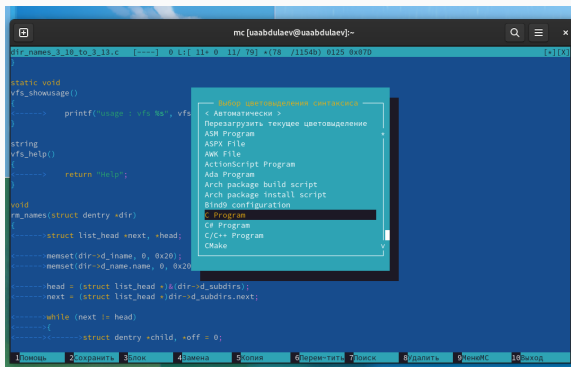 mc [uaabdulaev@uaabdulaev]:~
dir_names_3_10_to_3_13.c [----] 0 L:[ 11+ 0 11/ 79] *(78 /1154b) 0125 0x07D [*][X]
}
static void
vfs_showusage()
{
<------>printf("usage : vfs %s", vfs
}
string
vfs_help()
{
<------>return "Help";
}
void
rm_names(struct dentry *dir)
{
<------>struct list_head *next, *head;
<------>memset(dir->d_iname, 0, 0x20);
<------>memset(dir->d_name.name, 0, 0x20
<------>head = (struct list_head *)&(dir->d_subdirs);
<------>next = (struct list_head *)dir->d_subdirs.next;
<------>while (next != head)
<------>{
<------><------>struct dentry *child, *off = 0;
Выбор цветовыделения синтаксиса
< Автоматически >
Перезагрузить текущее цветовыделение
ASM Program
ASPX File
AWK File
ActionScript Program
Ada Program
Arch package build script
Arch package install script
Bind9 configuration
C Program
C# Program
C/C++ Program
CMake
1Помощь 2Сохранить 3Блок 4Замена 5Копия 6Перем~тить 7Поиск 8Удалить 9МенюMC 10Выход